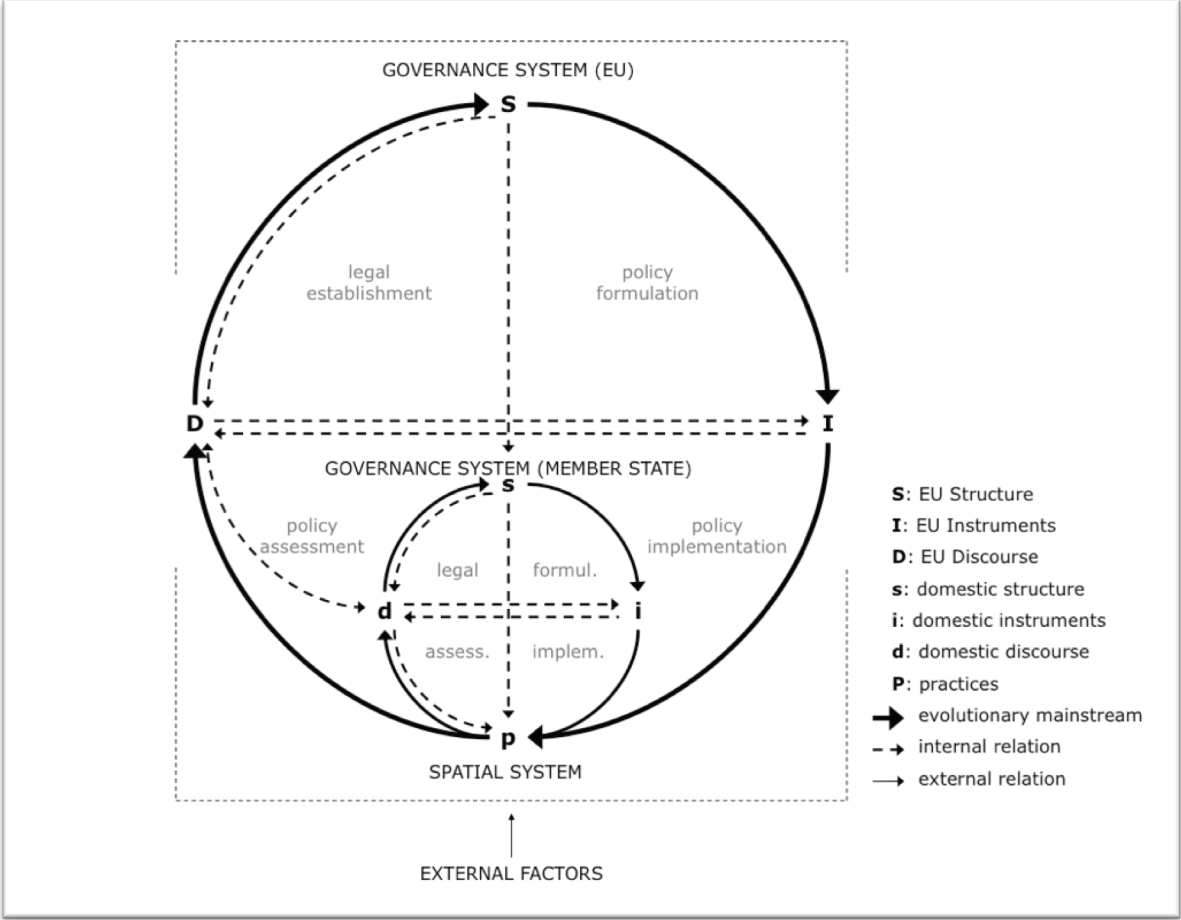 GOVERNANCE SYSTEM (EU)
S
legal
establishment
policy
formulation
D
I
GOVERNANCE SYSTEM (MEMBER STATE)
s
policy
assessment
policy
implementation
legal
formul.
d
i
assess.
implem.
p
SPATIAL SYSTEM
EXTERNAL FACTORS
S: EU Structure
I: EU Instruments
D: EU Discourse
s: domestic structure
i: domestic instruments
d: domestic discourse
P: practices
evolutionary mainstream
internal relation
external relation